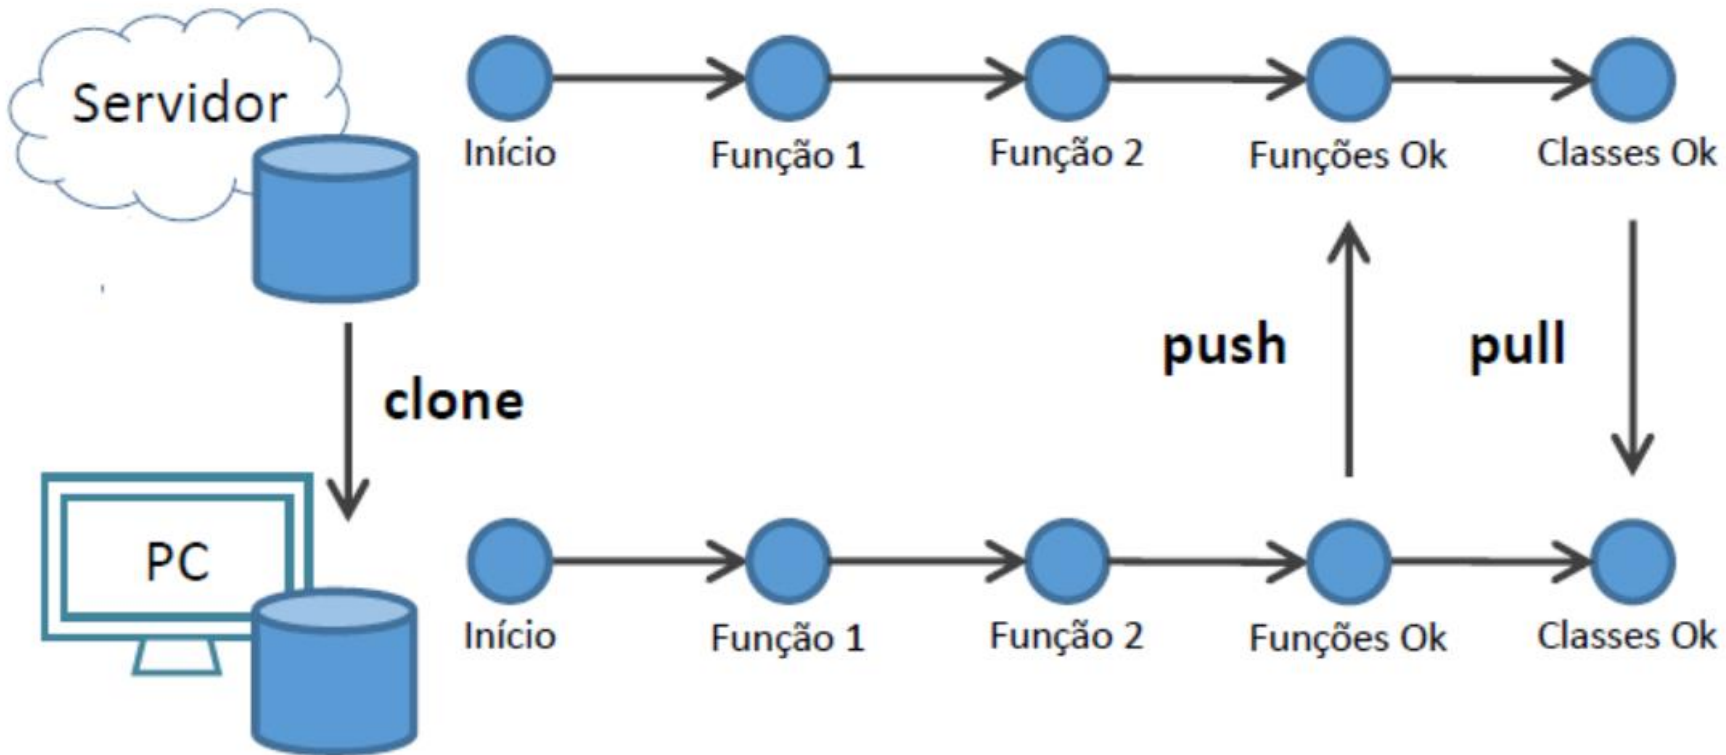 Servidor
Início
Função 1
Função 2
Funções Ok
Classes Ok
clone
push
pull
PC
Início
Função 1
Função 2
Funções Ok
Classes Ok